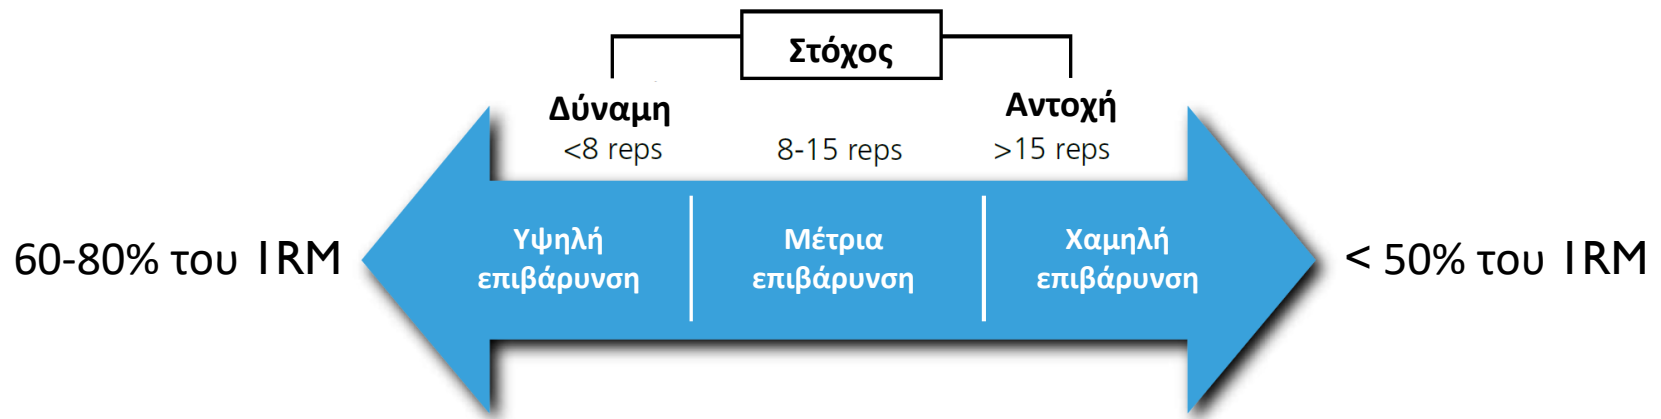 Στόχος
Δύναμη
Αντοχή
<8 reps
8-15 reps
>15 reps
60-80% του 1RM
Υψηλή
επιβάρυνση
Μέτρια
επιβάρυνση
Χαμηλή
επιβάρυνση
< 50% του 1RM